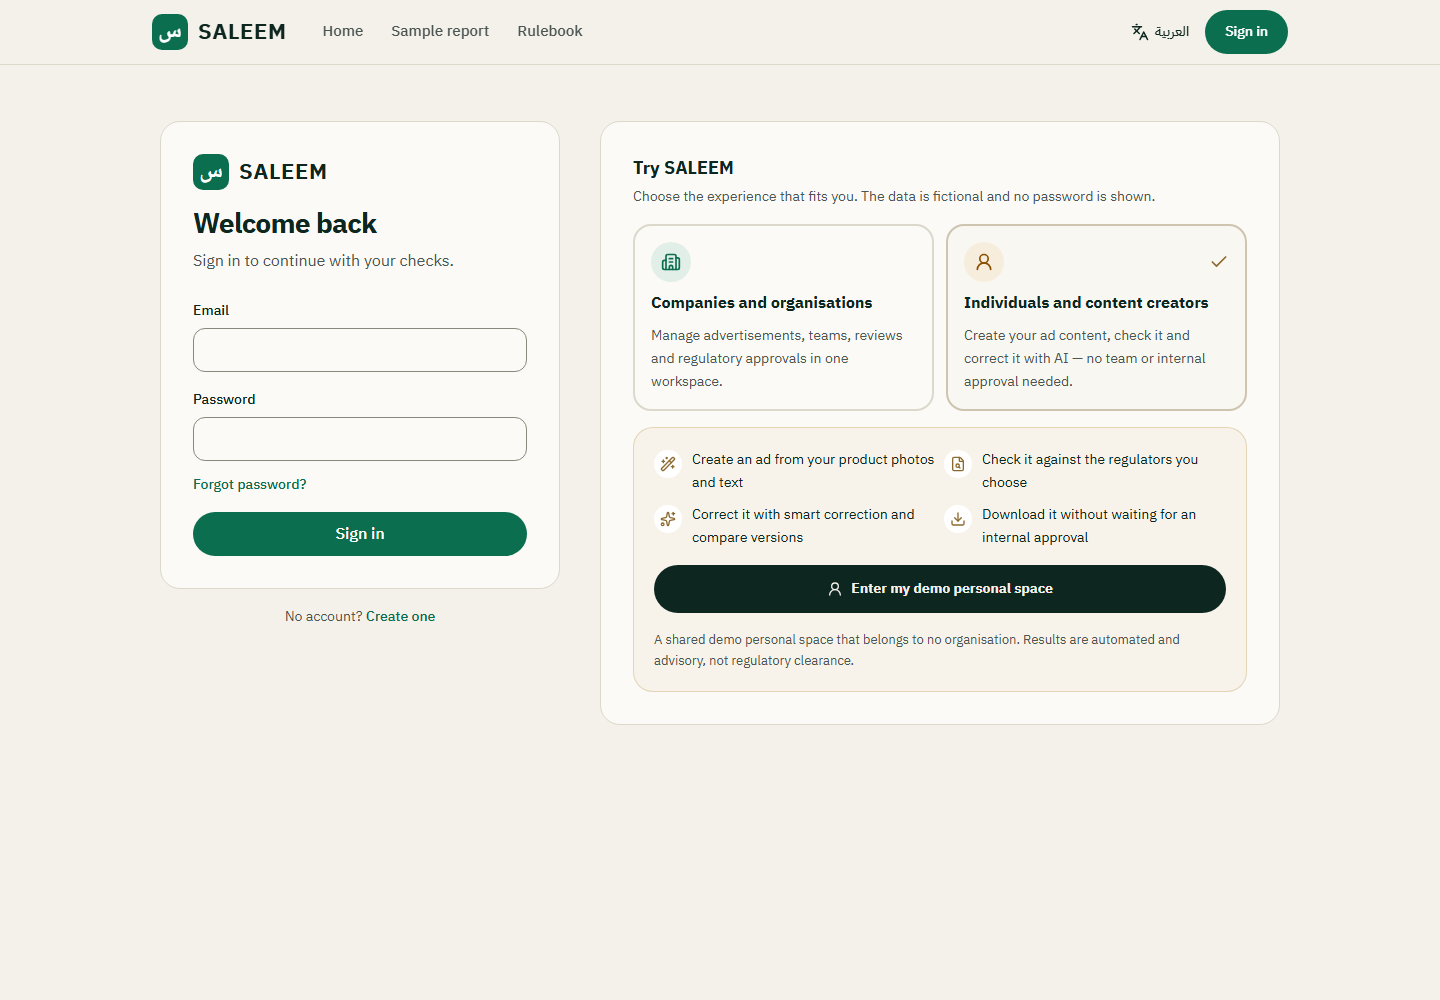 س SALEEM
Home
Sample report
Rulebook
العربية
Sign in
س SALEEM
Welcome back
Sign in to continue with your checks.
Email
Password
Forgot password?
Sign in
No account? Create one
Try SALEEM
Choose the experience that fits you. The data is fictional and no password is shown.
Companies and organisations
Manage advertisements, teams, reviews
and regulatory approvals in one
workspace.
Individuals and content creators
Create your ad content, check it and
correct it with AI — no team or internal
approval needed.
Create an ad from your product photos
and text
Check it against the regulators you
choose
Correct it with smart correction and
compare versions
Download it without waiting for an
internal approval
Enter my demo personal space
A shared demo personal space that belongs to no organisation. Results are automated and
advisory, not regulatory clearance.